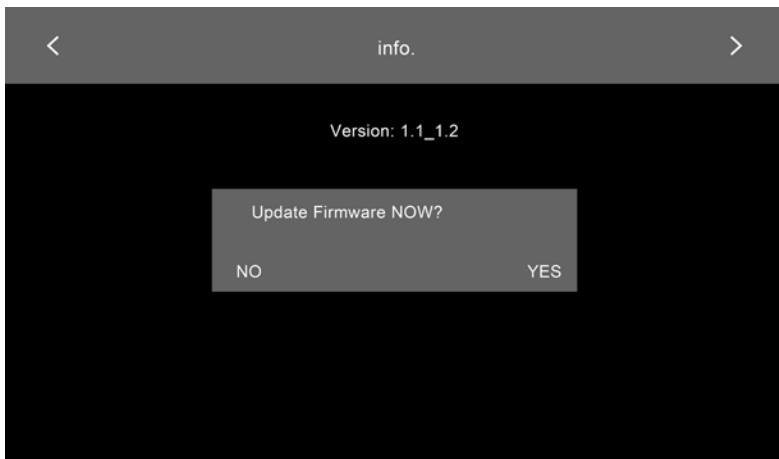 info.
Version: 1.1_1.2
Update Firmware NOW?
NO YES